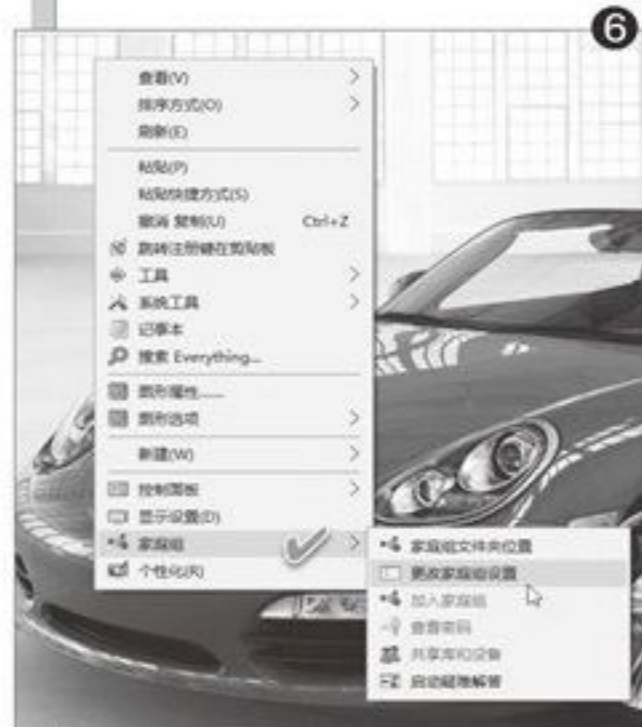 ❻
查看(V)
排序方式(O)
刷新(E)
粘贴(P)
粘贴快捷方式(S)
撤消 复制(U) Ctrl+Z
跳转注册键在剪贴板
工具
系统工具
记事本
搜索 Everything...
图形属性......
图形选项
新建(W)
控制面板
显示设置(D)
家庭组
个性化(R)
家庭组文件夹位置
更改家庭组设置
加入家庭组
查看密码
共享库和设备
启动疑难解答